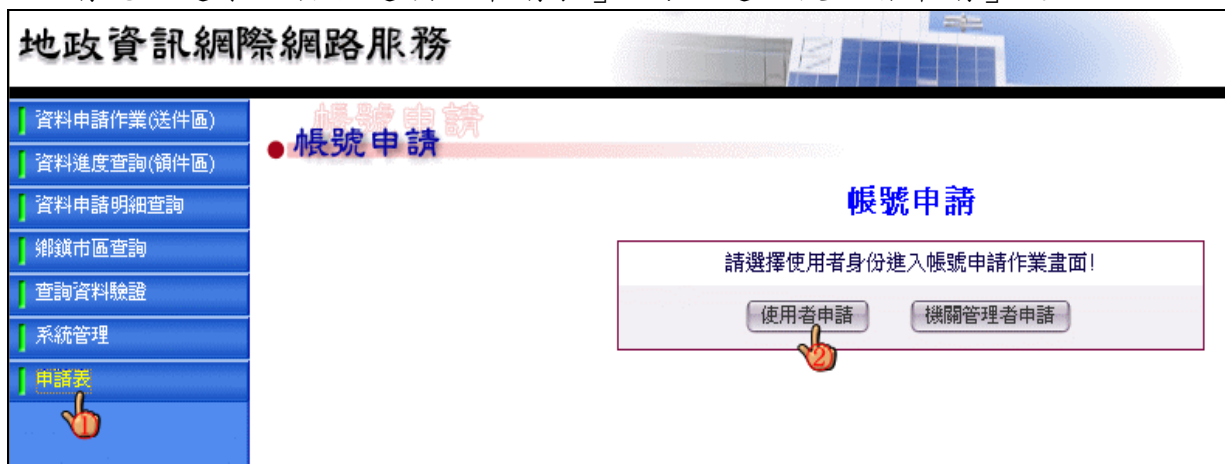 地政資訊網際網路服務
資料申請作業(送件區)
資料進度查詢(領件區)
資料申請明細查詢
鄉鎮市區查詢
查詢資料驗證
系統管理
申請表
1
帳號申請
帳號申請
帳號申請
請選擇使用者身份進入帳號申請作業畫面!
使用者申請 機關管理者申請
2